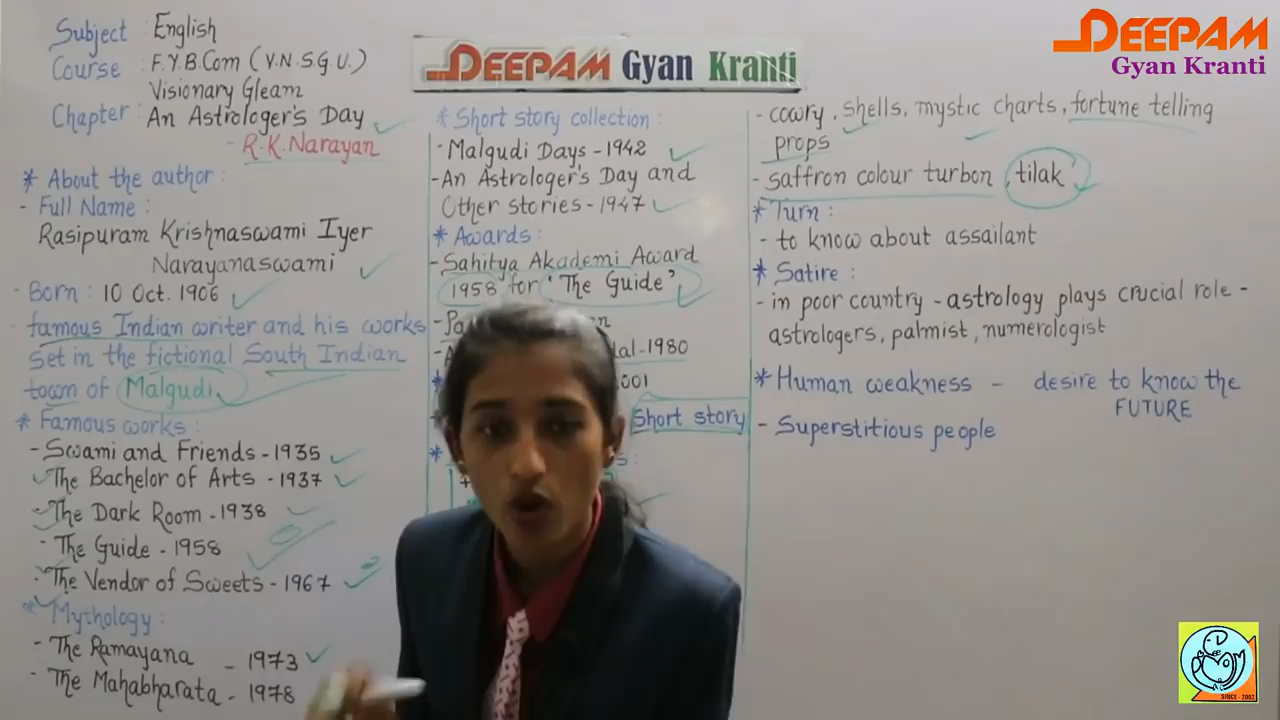 Subject : English
Course : F.Y.B.Com (V.N.S.G.U.)
Visionary Gleam
Chapter : An Astrologer's Day
- R.K.Narayan
* About the author :
- Full Name :
Rasipuram Krishnaswami Iyer
Narayanaswami
- Born : 10 Oct. 1906
- famous Indian writer and his works
set in the fictional South Indian
town of Malgudi
* Famous works :
- Swami and Friends - 1935
- The Bachelor of Arts - 1937
- The Dark Room - 1938
- The Guide - 1958
- The Vendor of Sweets - 1967
* Mythology :
- The Ramayana - 1973
- The Mahabharata - 1978
DEEPAM Gyan Kranti
* Short story collection :
- Malgudi Days - 1942
- An Astrologer's Day and
Other stories - 1947
* Awards :
- Sahitya Akademi Award
1958 for 'The Guide'
-1980
Short story
- cowry, shells, mystic charts, fortune telling
props
- saffron colour turbon, tilak
* Turn :
- to know about assailant
* Satire :
- in poor country - astrology plays crucial role -
astrologers, palmist, numerologist
* Human weakness - desire to know the
FUTURE
- Superstitious people
DEEPAM
Gyan Kranti
SINCE - 2002